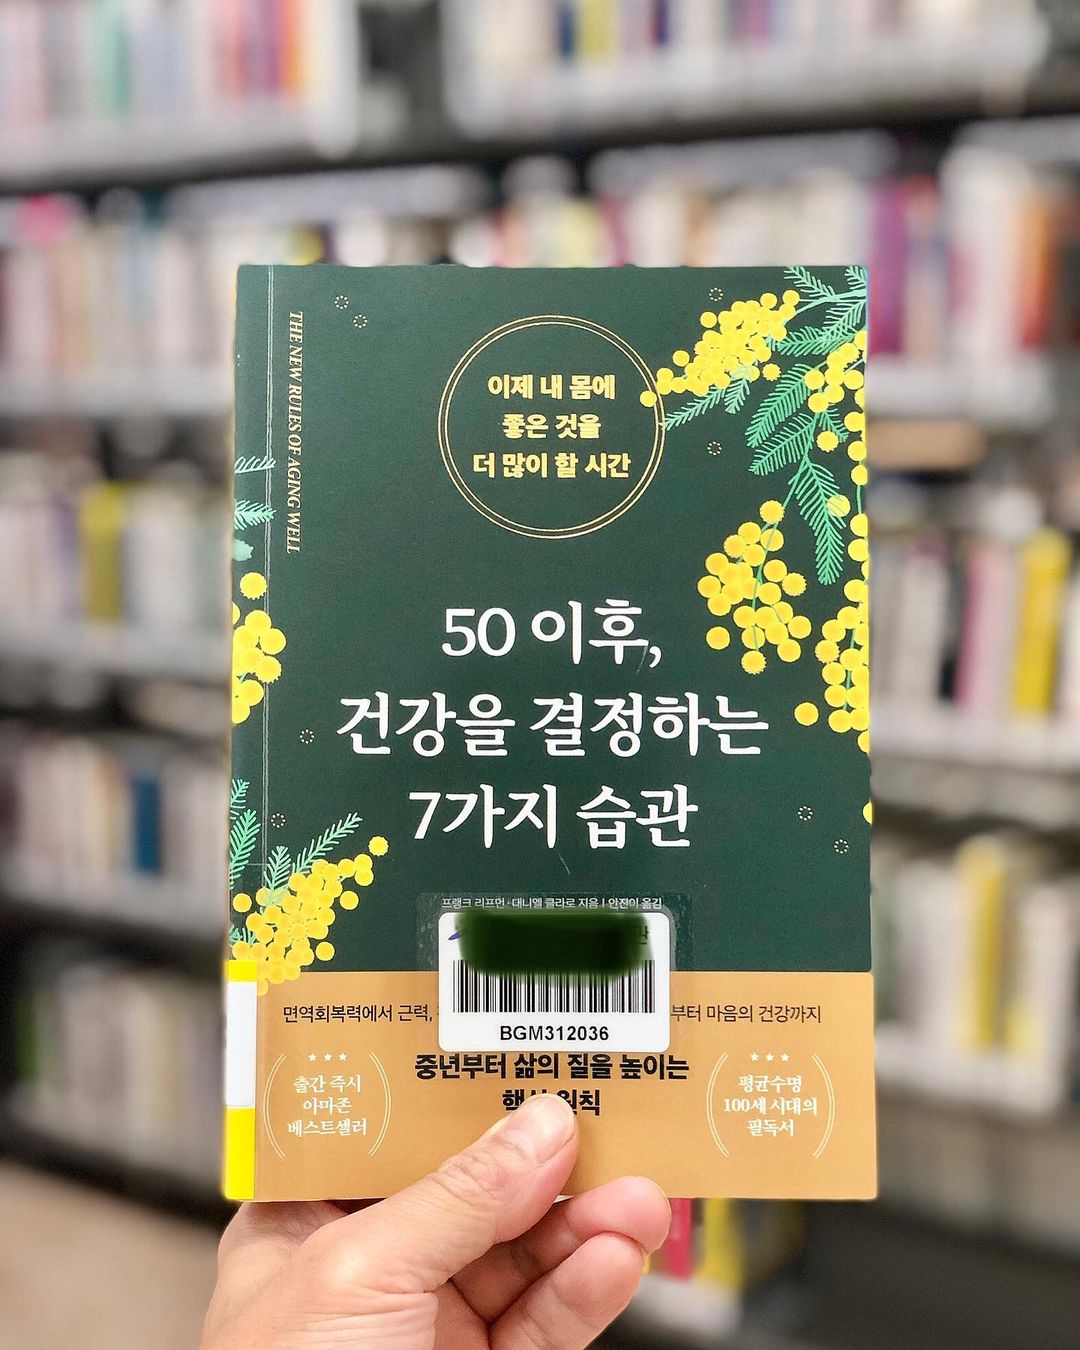 THE NEW RULES OF AGING WELL
이제 내 몸에
좋은 것을
더 많이 할 시간
50 이후,
건강을 결정하는
7가지 습관
프랭크 리프먼·대니엘 클라로 지음 | 안진이 옮김
관
BGM312036
면역회복력에서 근력, 부터 마음의 건강까지
중년부터 삶의 질을 높이는
핵심 원칙
출간 즉시
아마존
베스트셀러
평균수명
100세 시대의
필독서